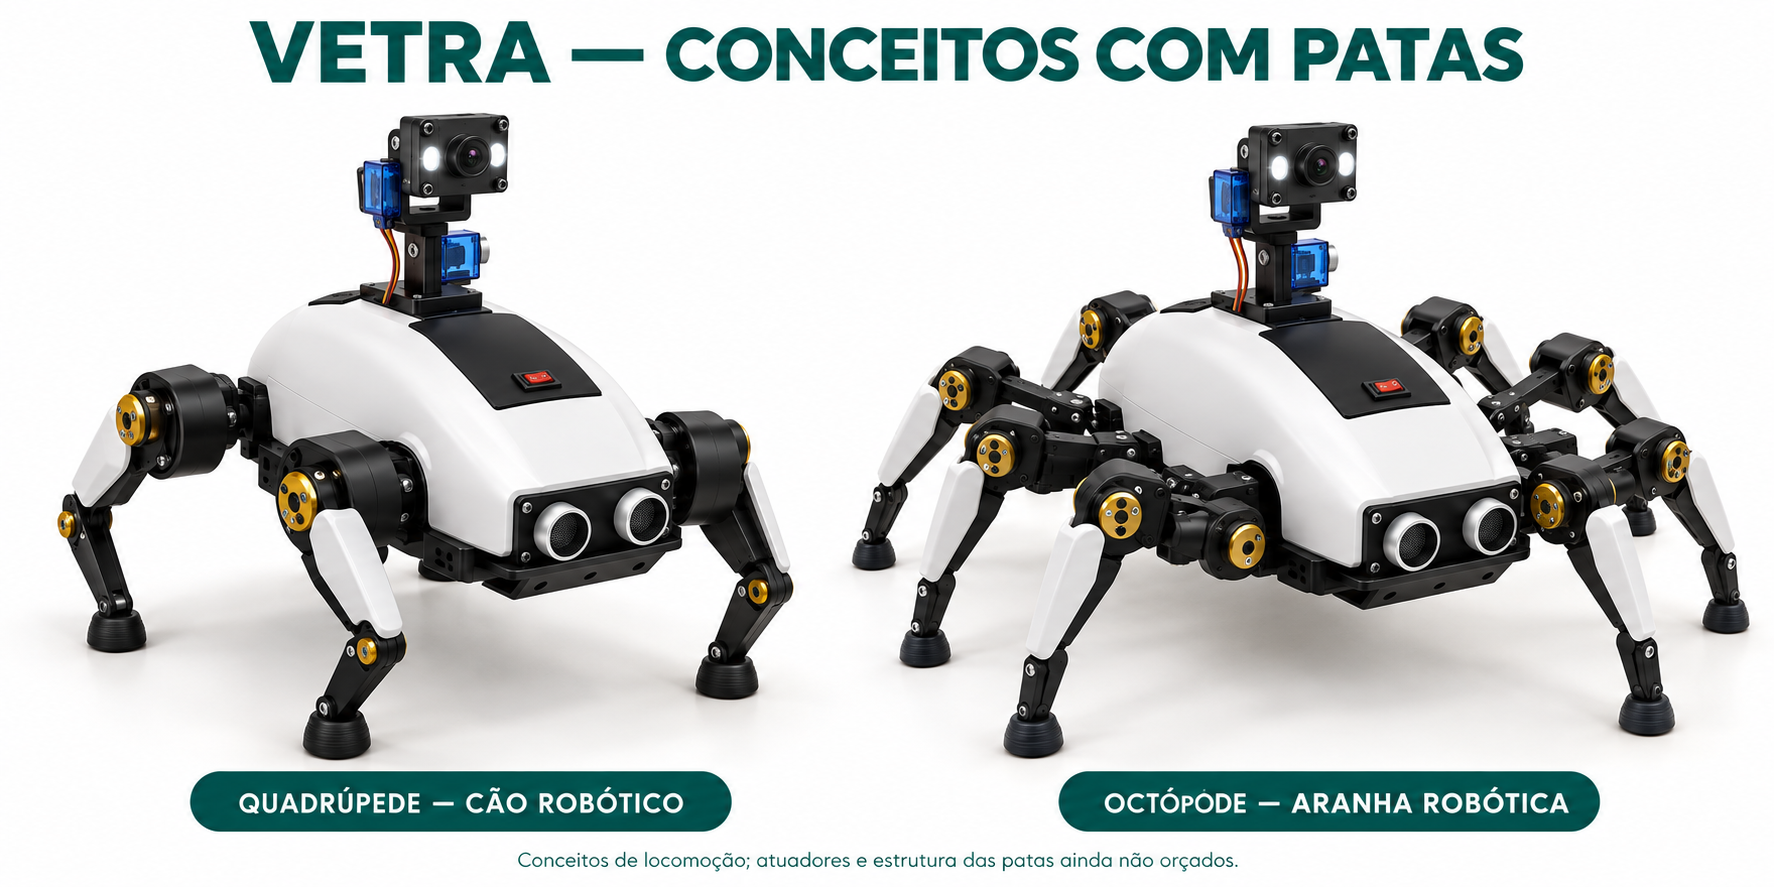 VETRA — CONCEITOS COM PATAS
QUADRÚPEDE — CÃO ROBÓTICO
OCTÓPODE — ARANHA ROBÓTICA
Conceitos de locomoção; atuadores e estrutura das patas ainda não orçados.